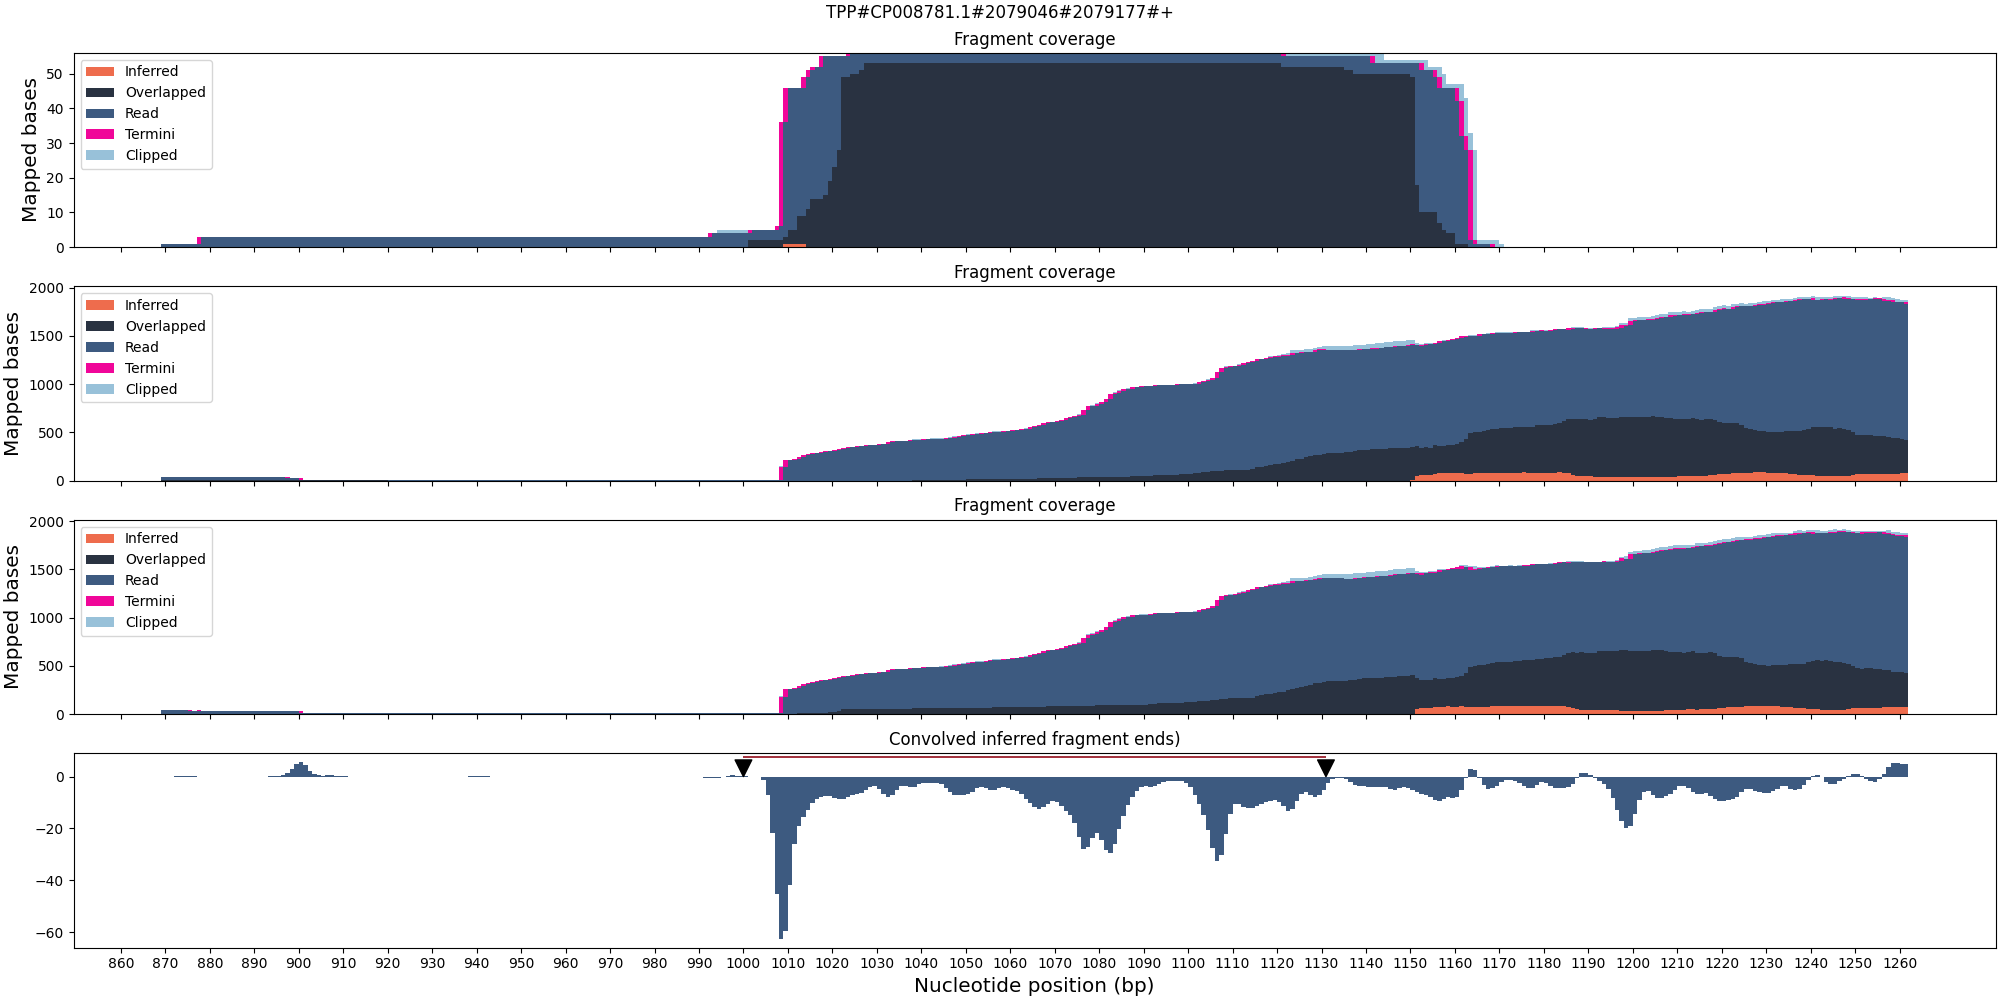 TPP#CP008781.1#2079046#2079177#+
Fragment coverage
Mapped bases
50
40
30
20
10
0
Inferred
Overlapped
Read
Termini
Clipped
Fragment coverage
Mapped bases
2000
1500
1000
500
0
Inferred
Overlapped
Read
Termini
Clipped
Fragment coverage
Mapped bases
2000
1500
1000
500
0
Inferred
Overlapped
Read
Termini
Clipped
Convolved inferred fragment ends)
0
−20
−40
−60
860 870 880 890 900 910 920 930 940 950 960 970 980 990 1000 1010 1020 1030 1040 1050 1060 1070 1080 1090 1100 1110 1120 1130 1140 1150 1160 1170 1180 1190 1200 1210 1220 1230 1240 1250 1260
Nucleotide position (bp)